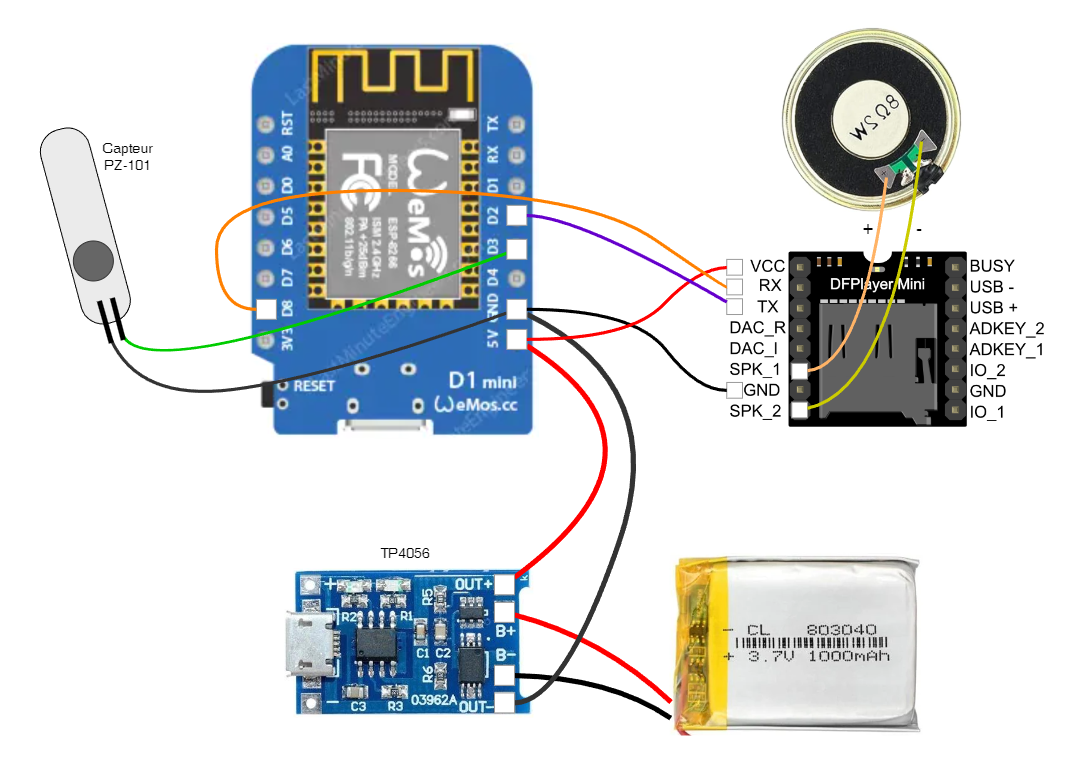 Capteur
PZ-101
RST
A0
D0
D5
D6
D7
D8
3V3
TX
RX
D1
D2
D3
D4
GND
5V
WeMos
MODEL
ESP-8266
FC
ISM 2.4GHz
PA +25dBm
802.11b/g/n
RESET
D1 mini
WeMos.cc
8Ω2W
+ -
VCC
RX
TX
DAC_R
DAC_I
SPK_1
GND
SPK_2
DFPlayer Mini
BUSY
USB -
USB +
ADKEY_2
ADKEY_1
IO_2
GND
IO_1
TP4056
+
R2
R1
R5
OUT+
B+
C1
C2
B-
R6
C3
R3
03962A
OUT-
-
- CL 803040
+ 3.7V 1000mAh